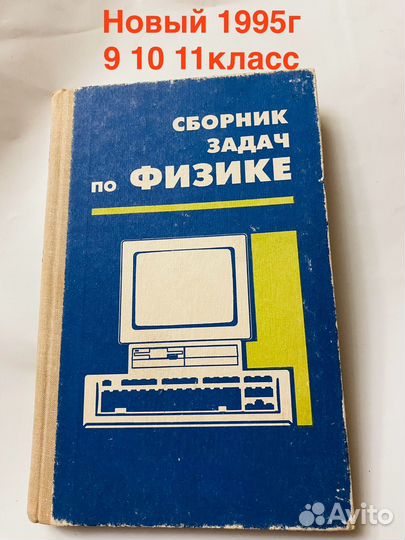 Новый 1995г
9 10 11класс
СБОРНИК
ЗАДАЧ
ПО ФИЗИКЕ
Avito